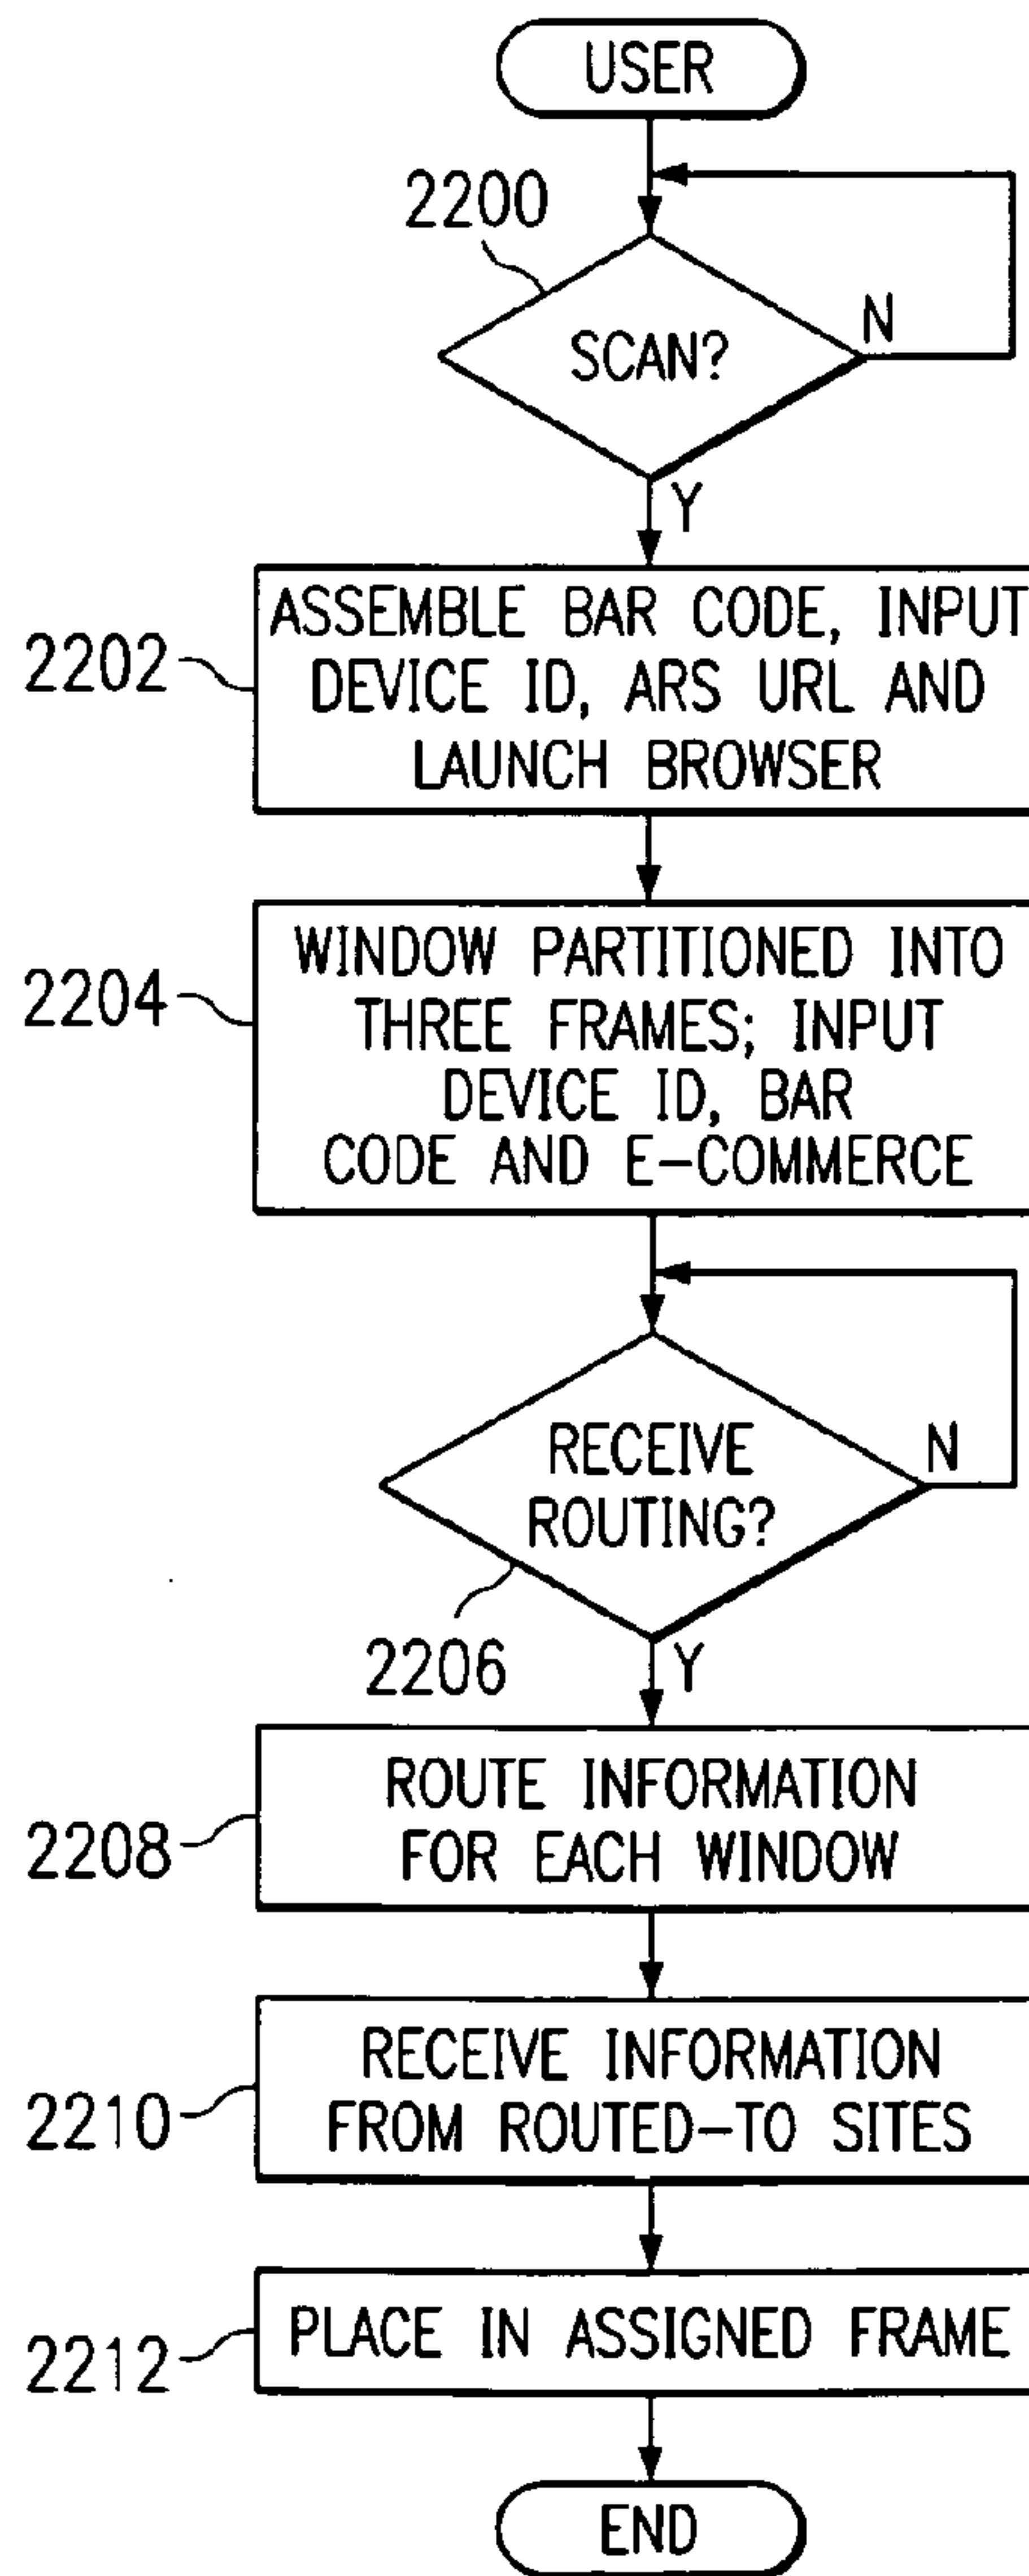 USER
2200
SCAN?
N
Y
2202
ASSEMBLE BAR CODE, INPUT
DEVICE ID, ARS URL AND
LAUNCH BROWSER
2204
WINDOW PARTITIONED INTO
THREE FRAMES; INPUT
DEVICE ID, BAR
CODE AND E-COMMERCE
RECEIVE
ROUTING?
N
2206
Y
2208
ROUTE INFORMATION
FOR EACH WINDOW
2210
RECEIVE INFORMATION
FROM ROUTED-TO SITES
2212
PLACE IN ASSIGNED FRAME
END